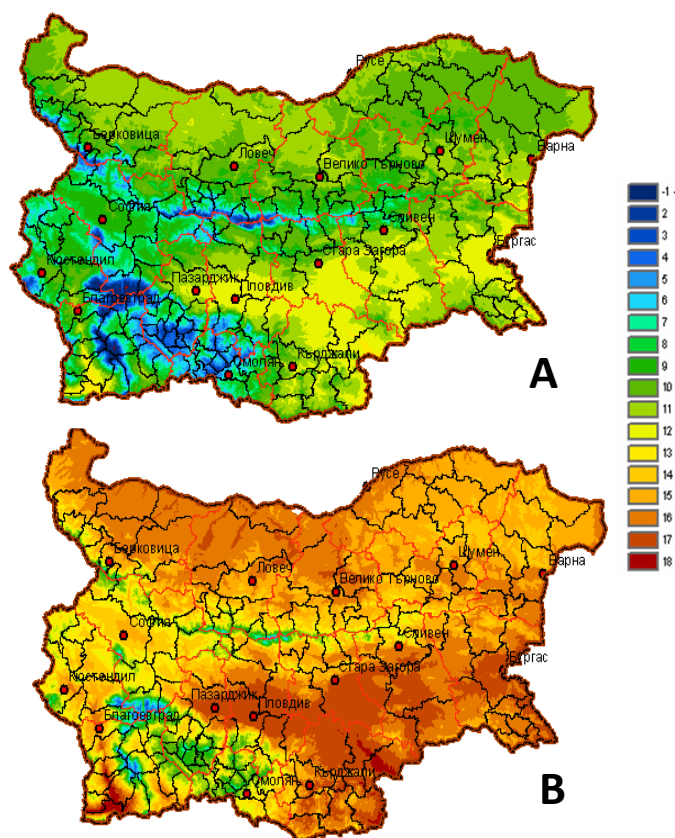 Русе
Берковица
Ловеч
Велико Търново
Шумен
Варна
София
Сливен
Бургас
Кюстендил
Стара Загора
Пазарджик
Пловдив
Благоевград
Смолян
Кърджали
A
-1 -
2
3
4
5
6
7
8
9
10
11
12
13
14
15
16
17
18
Русе
Берковица
Ловеч
Велико Търново
Шумен
Варна
София
Сливен
Бургас
Кюстендил
Стара Загора
Пазарджик
Пловдив
Благоевград
Смолян
Кърджали
B